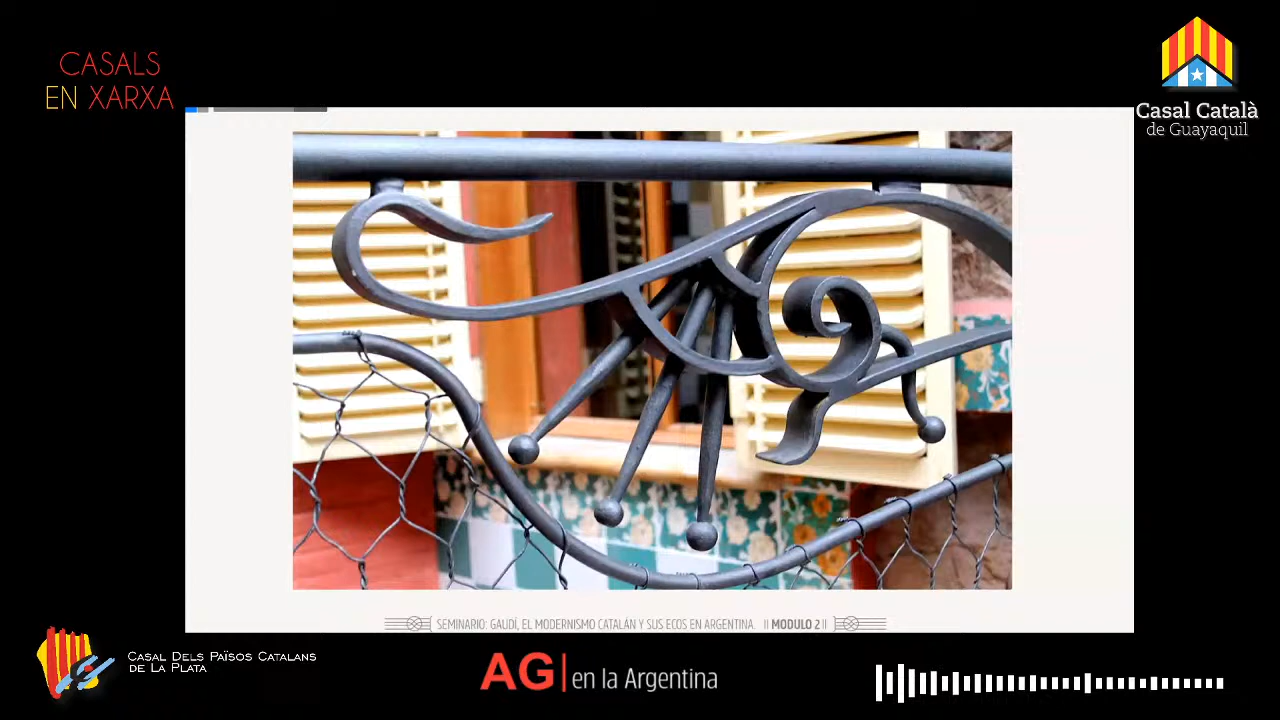 CASALS
EN XARXA
Casal Català
de Guayaquil
SEMINARIO: GAUDÍ, EL MODERNISMO CATALÁN Y SUS ECOS EN ARGENTINA. || MODULO 2 ||
CASAL DELS PAÏSOS CATALANS
DE LA PLATA
AG | en la Argentina